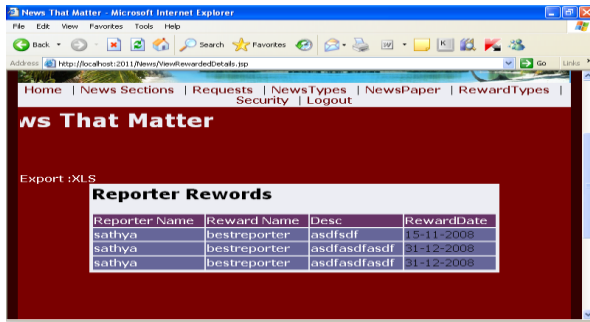 News That Matter - Microsoft Internet Explorer
File Edit View Favorites Tools Help
Back Search Favorites
Address http://localhost:2011/News/ViewRewardedDetails.jsp Go Links
Home | News Sections | Requests | NewsTypes | NewsPaper | RewardTypes |
Security | Logout
ws That Matter
Export :XLS
Reporter Rewords
Reporter Name Reward Name Desc RewardDate
sathya bestreporter asdfsdf 15-11-2008
sathya bestreporter asdfasdfasdf 31-12-2008
sathya bestreporter asdfasdfasdf 31-12-2008